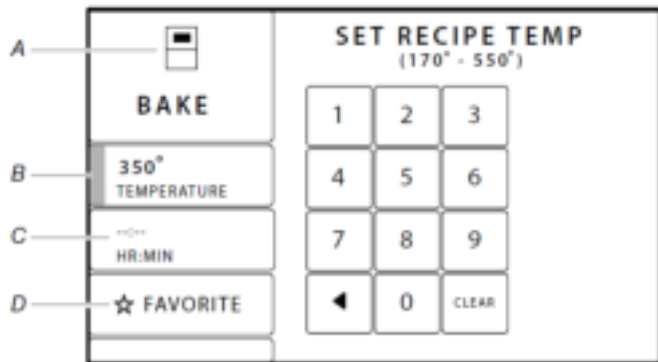 A
BAKE
B
350°
TEMPERATURE
C
--:--
HR:MIN
D
☆ FAVORITE
SET RECIPE TEMP
(170° - 550°)
1 2 3
4 5 6
7 8 9
◀ 0 CLEAR